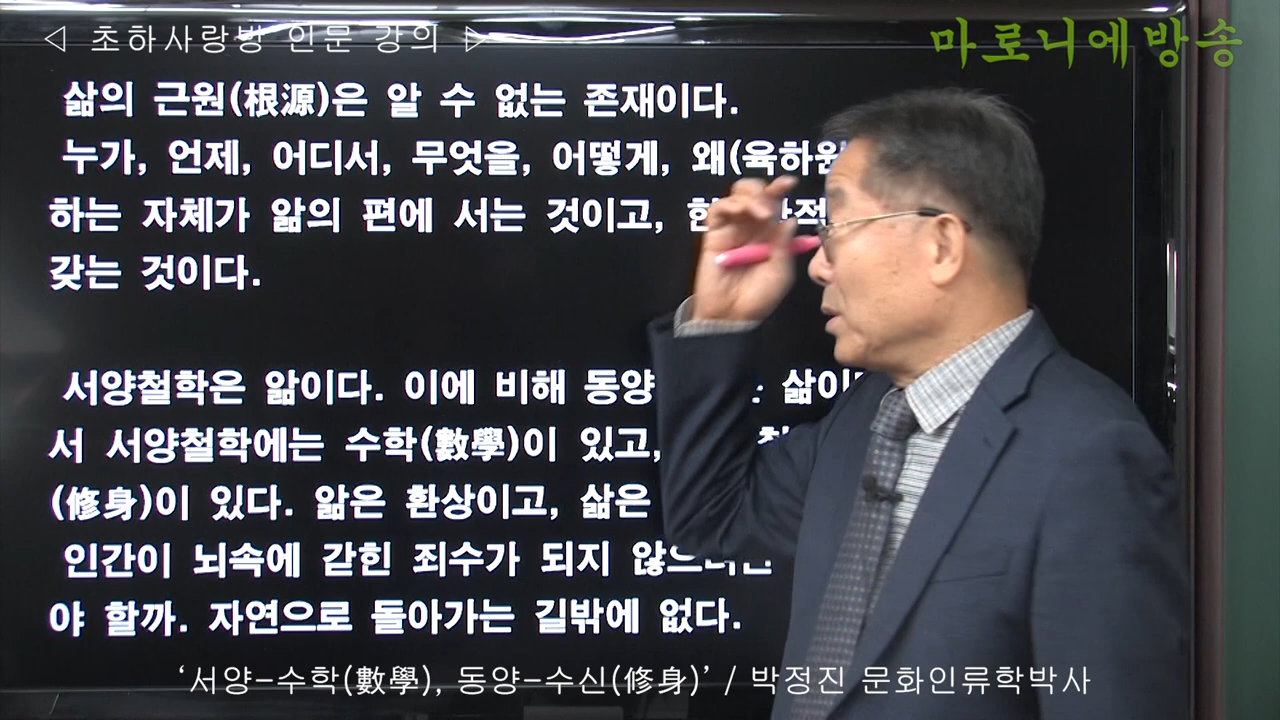 ◁ 초하사랑방 인문 강의 ▷
마로니에방송
삶의 근원(根源)은 알 수 없는 존재이다.
누가, 언제, 어디서, 무엇을, 어떻게, 왜(육하원
하는 자체가 앎의 편에 서는 것이고,
갖는 것이다.
서양철학은 앎이다. 이에 비해 동양
서 서양철학에는 수학(數學)이 있고,
(修身)이 있다. 앎은 환상이고, 삶은
인간이 뇌속에 갇힌 죄수가 되지 않으려면
야 할까. 자연으로 돌아가는 길밖에 없다.
‘서양-수학(數學), 동양-수신(修身)’ / 박정진 문화인류학박사